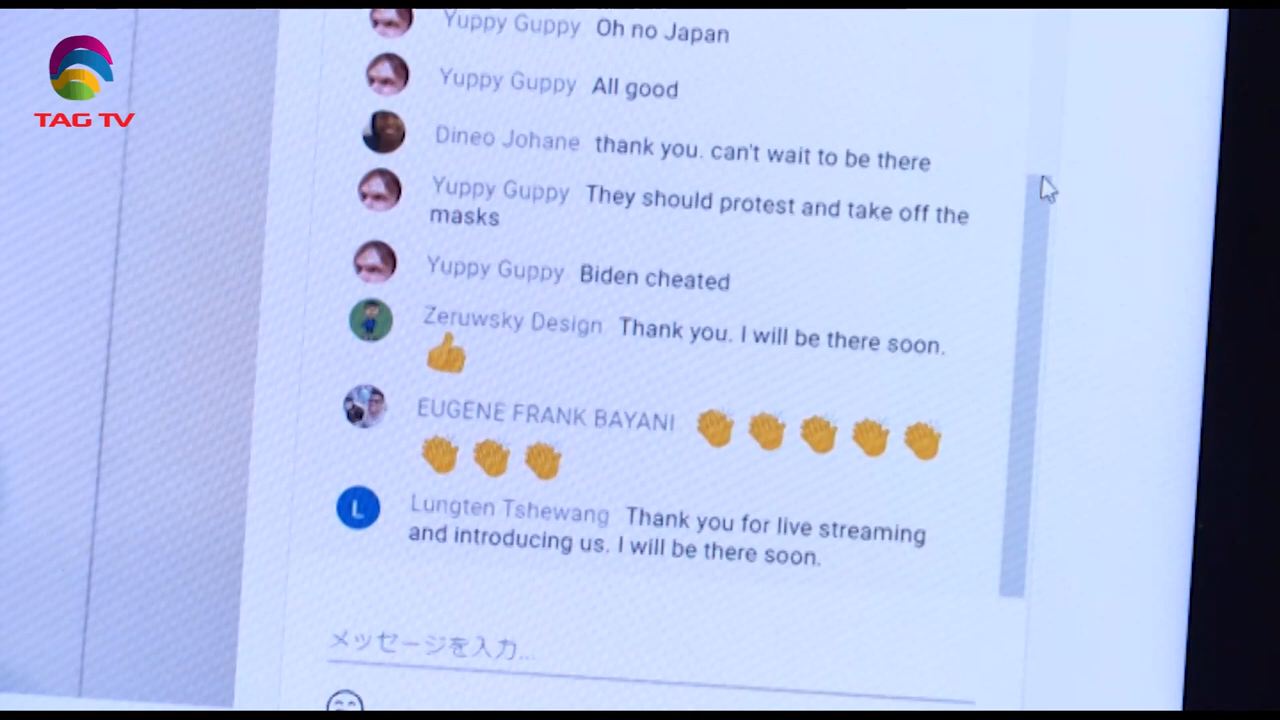 Yuppy Guppy Oh no Japan
TAG TV
Yuppy Guppy All good
Dineo Johane thank you. can't wait to be there
Yuppy Guppy They should protest and take off the
masks
Yuppy Guppy Biden cheated
Zeruwsky Design Thank you. I will be there soon.
EUGENE FRANK BAYANI
L
Lungten Tshewang Thank you for live streaming
and introducing us. I will be there soon.
メッセージを入力...